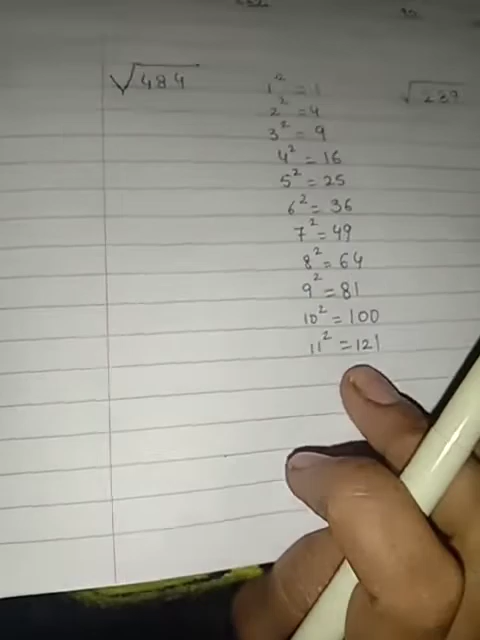 √484
1² = 1
2² = 4
3² = 9
4² = 16
5² = 25
6² = 36
7² = 49
8² = 64
9² = 81
10² = 100
11² = 121
√239